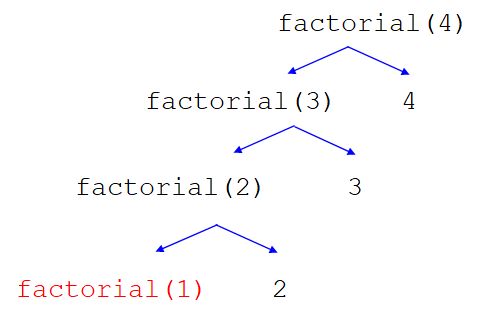 factorial(4)
factorial(3) 4
factorial(2) 3
factorial(1) 2